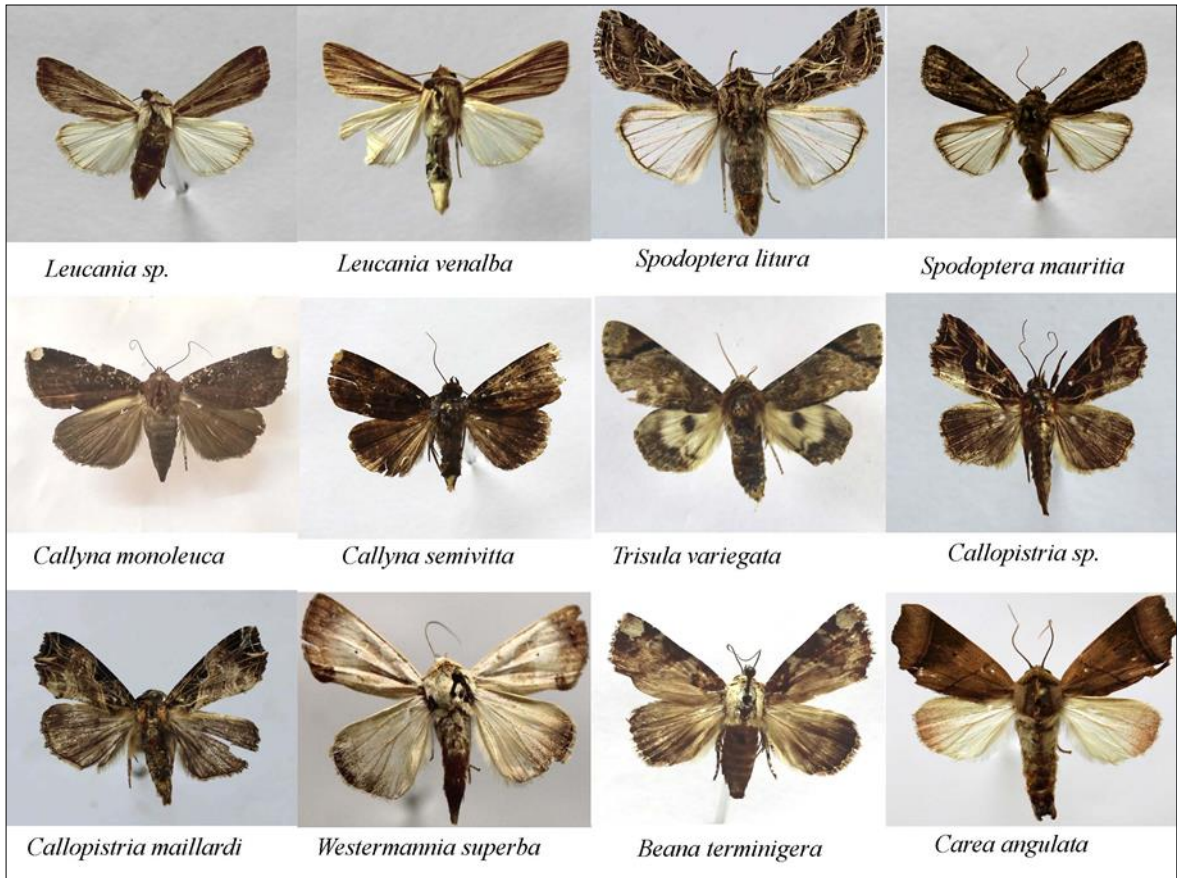 Leucania sp.
Leucania venalba
Spodoptera litura
Spodoptera mauritia
Callyna monoleuca
Callyna semivitta
Trisula variegata
Callopistria sp.
Callopistria maillardi
Westermannia superba
Beana terminigera
Carea angulata